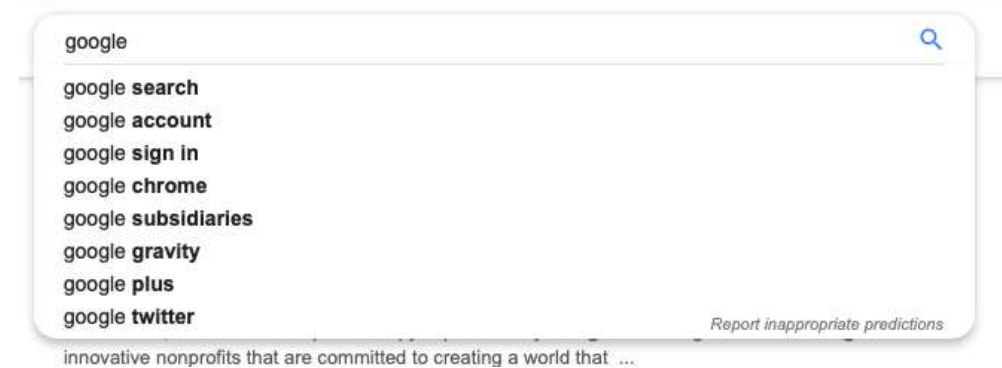 google
google search
google account
google sign in
google chrome
google subsidiaries
google gravity
google plus
google twitter
Report inappropriate predictions
innovative nonprofits that are committed to creating a world that ...